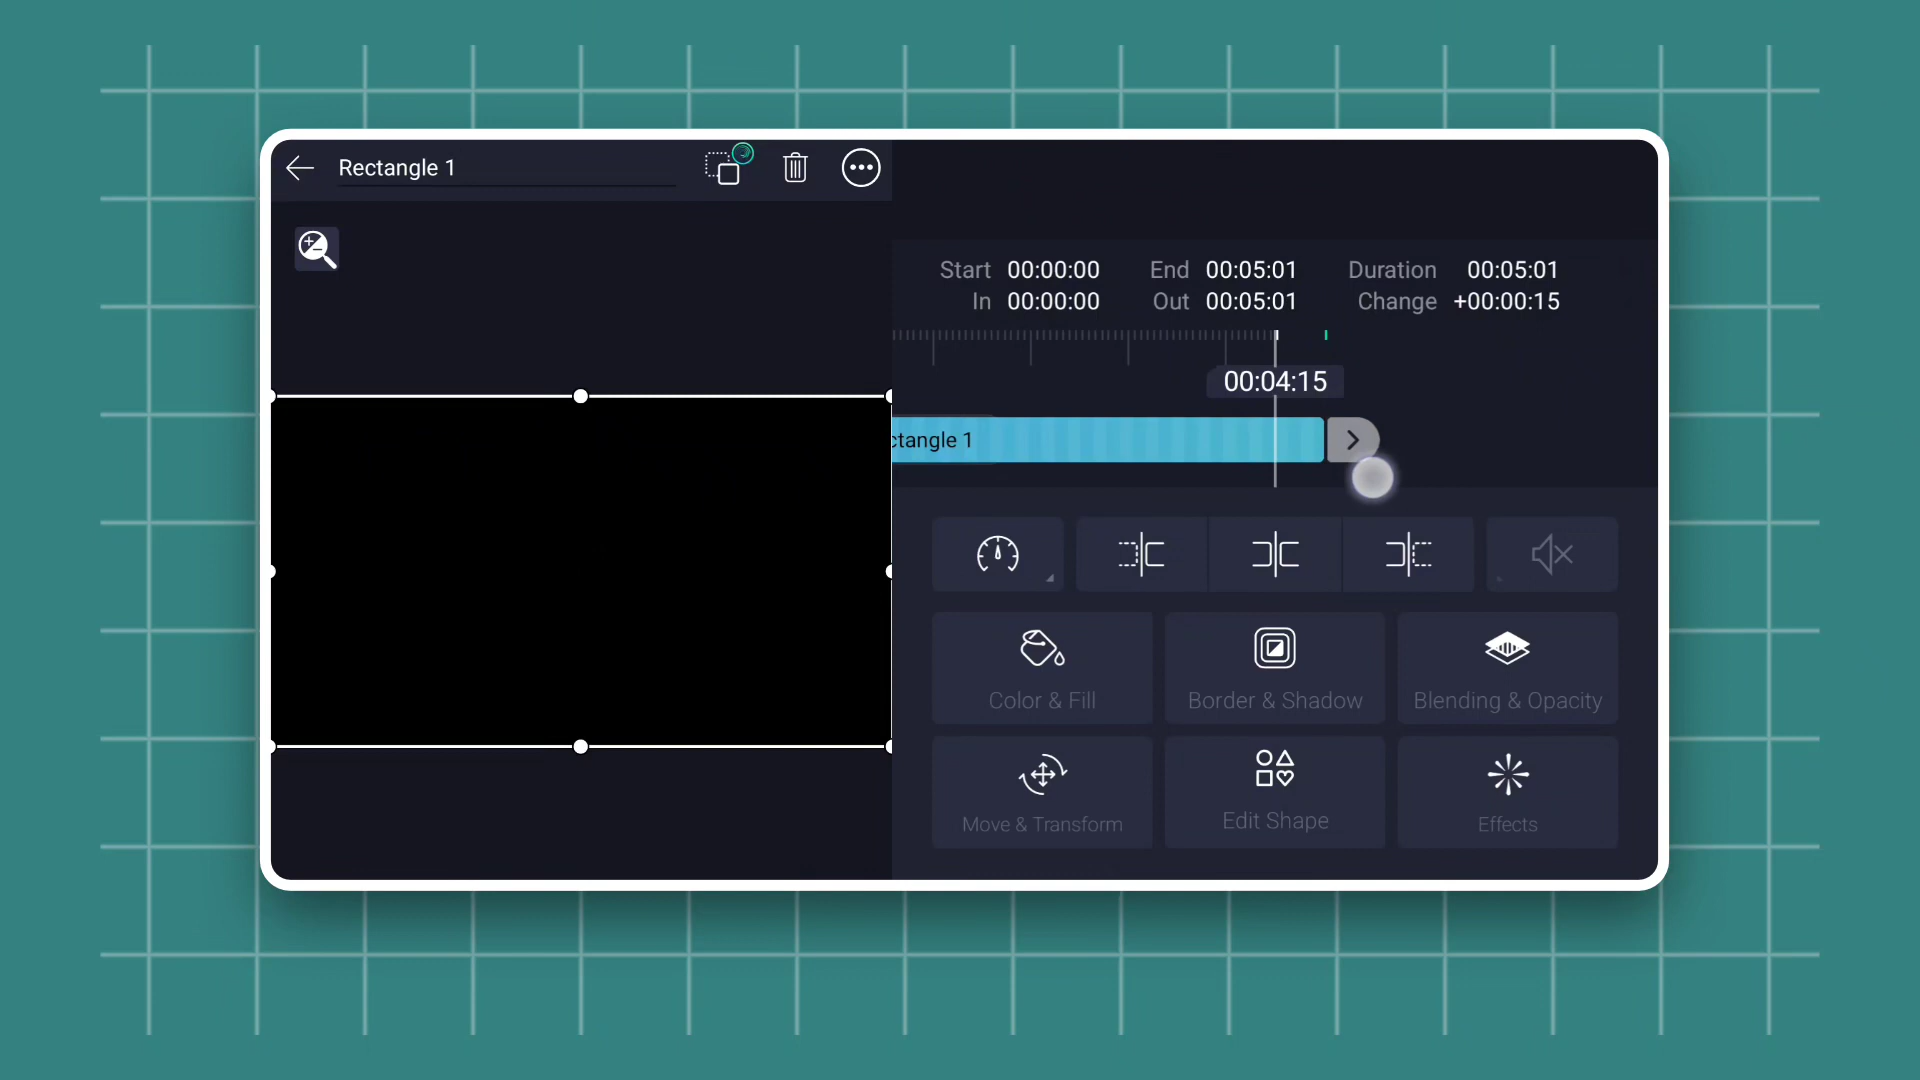 Rectangle 1
Start 00:00:00 End 00:05:01 Duration 00:05:01
In 00:00:00 Out 00:05:01 Change +00:00:15
00:04:15
ctangle 1
Color & Fill
Border & Shadow
Blending & Opacity
Move & Transform
Edit Shape
Effects